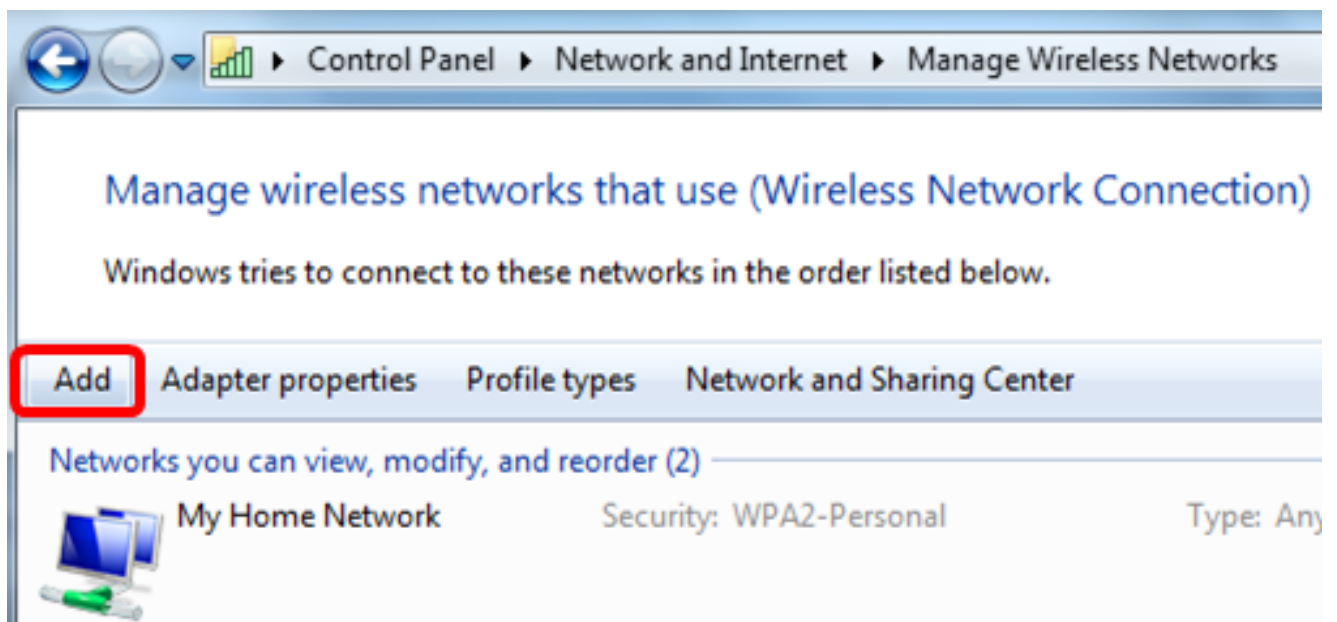 Control Panel Network and Internet Manage Wireless Networks
Manage wireless networks that use (Wireless Network Connection)
Windows tries to connect to these networks in the order listed below.
Add Adapter properties Profile types Network and Sharing Center
Networks you can view, modify, and reorder (2)
My Home Network Security: WPA2-Personal Type: Any